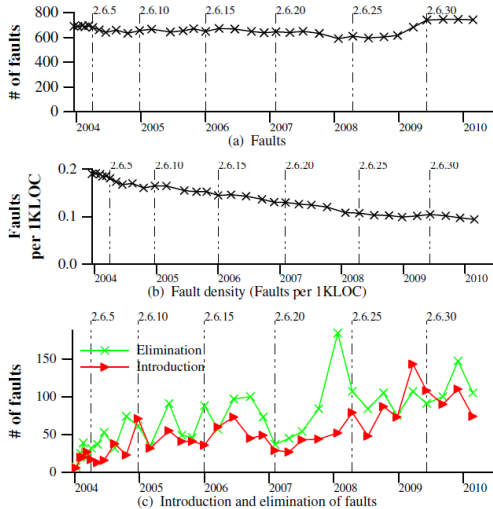 800
600
400
200
0
# of faults
2.6.5 2.6.10 2.6.15 2.6.20 2.6.25 2.6.30
2004 2005 2006 2007 2008 2009 2010
(a) Faults
0.2
0.1
0.0
Faults
per 1KLOC
2.6.5 2.6.10 2.6.15 2.6.20 2.6.25 2.6.30
2004 2005 2006 2007 2008 2009 2010
(b) Fault density (Faults per 1KLOC)
2.6.5 2.6.10 2.6.15 2.6.20 2.6.25 2.6.30
Elimination
Introduction
150
100
50
0
# of faults
2004 2005 2006 2007 2008 2009 2010
(c) Introduction and elimination of faults